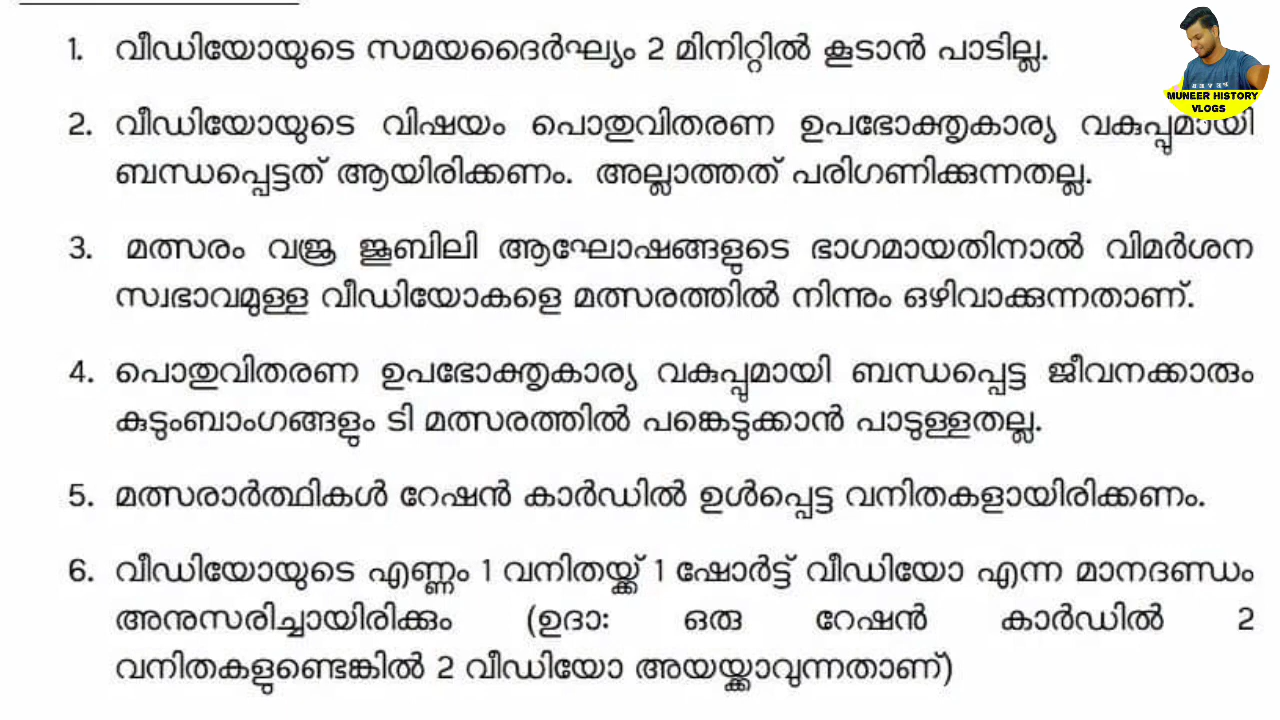 1. വീഡിയോയുടെ സമയദൈർഘ്യം 2 മിനിറ്റിൽ കൂടാൻ പാടില്ല.
2. വീഡിയോയുടെ വിഷയം പൊതുവിതരണ ഉപഭോക്തൃകാര്യ വകുപ്പുമായി
ബന്ധപ്പെട്ടത് ആയിരിക്കണം. അല്ലാത്തത് പരിഗണിക്കുന്നതല്ല.
3. മത്സരം വജ്ര ജൂബിലി ആഘോഷങ്ങളുടെ ഭാഗമായതിനാൽ വിമർശന
സ്വഭാവമുള്ള വീഡിയോകളെ മത്സരത്തിൽ നിന്നും ഒഴിവാക്കുന്നതാണ്.
4. പൊതുവിതരണ ഉപഭോക്തൃകാര്യ വകുപ്പുമായി ബന്ധപ്പെട്ട ജീവനക്കാരും
കുടുംബാംഗങ്ങളും ടി മത്സരത്തിൽ പങ്കെടുക്കാൻ പാടുള്ളതല്ല.
5. മത്സരാർത്ഥികൾ റേഷൻ കാർഡിൽ ഉൾപ്പെട്ട വനിതകളായിരിക്കണം.
6. വീഡിയോയുടെ എണ്ണം 1 വനിതയ്ക്ക് 1 ഷോർട്ട് വീഡിയോ എന്ന മാനദണ്ഡം
അനുസരിച്ചായിരിക്കും (ഉദാ: ഒരു റേഷൻ കാർഡിൽ 2
വനിതകളുണ്ടെങ്കിൽ 2 വീഡിയോ അയയ്ക്കാവുന്നതാണ്)
MUNEER HISTORY
VLOGS